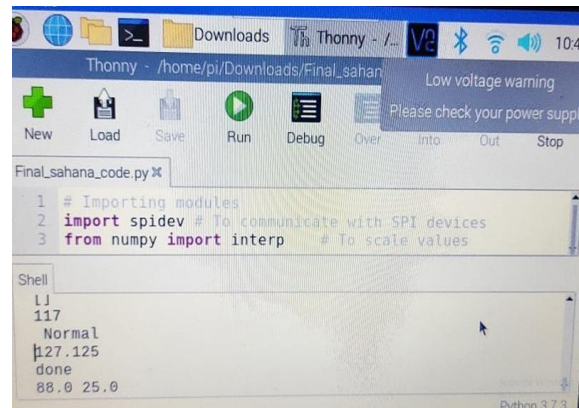 Downloads
Thonny - /...
V2
10:4
Thonny - /home/pi/Downloads/Final_sahan
Low voltage warning
Please check your power suppl
New
Load
Save
Run
Debug
Over
Into
Out
Stop
Final_sahana_code.py
1 # Importing modules
2 import spidev # To communicate with SPI devices
3 from numpy import interp # To scale values
Shell
[]
117
Normal
127.125
done
88.0 25.0
Python 3.7.3